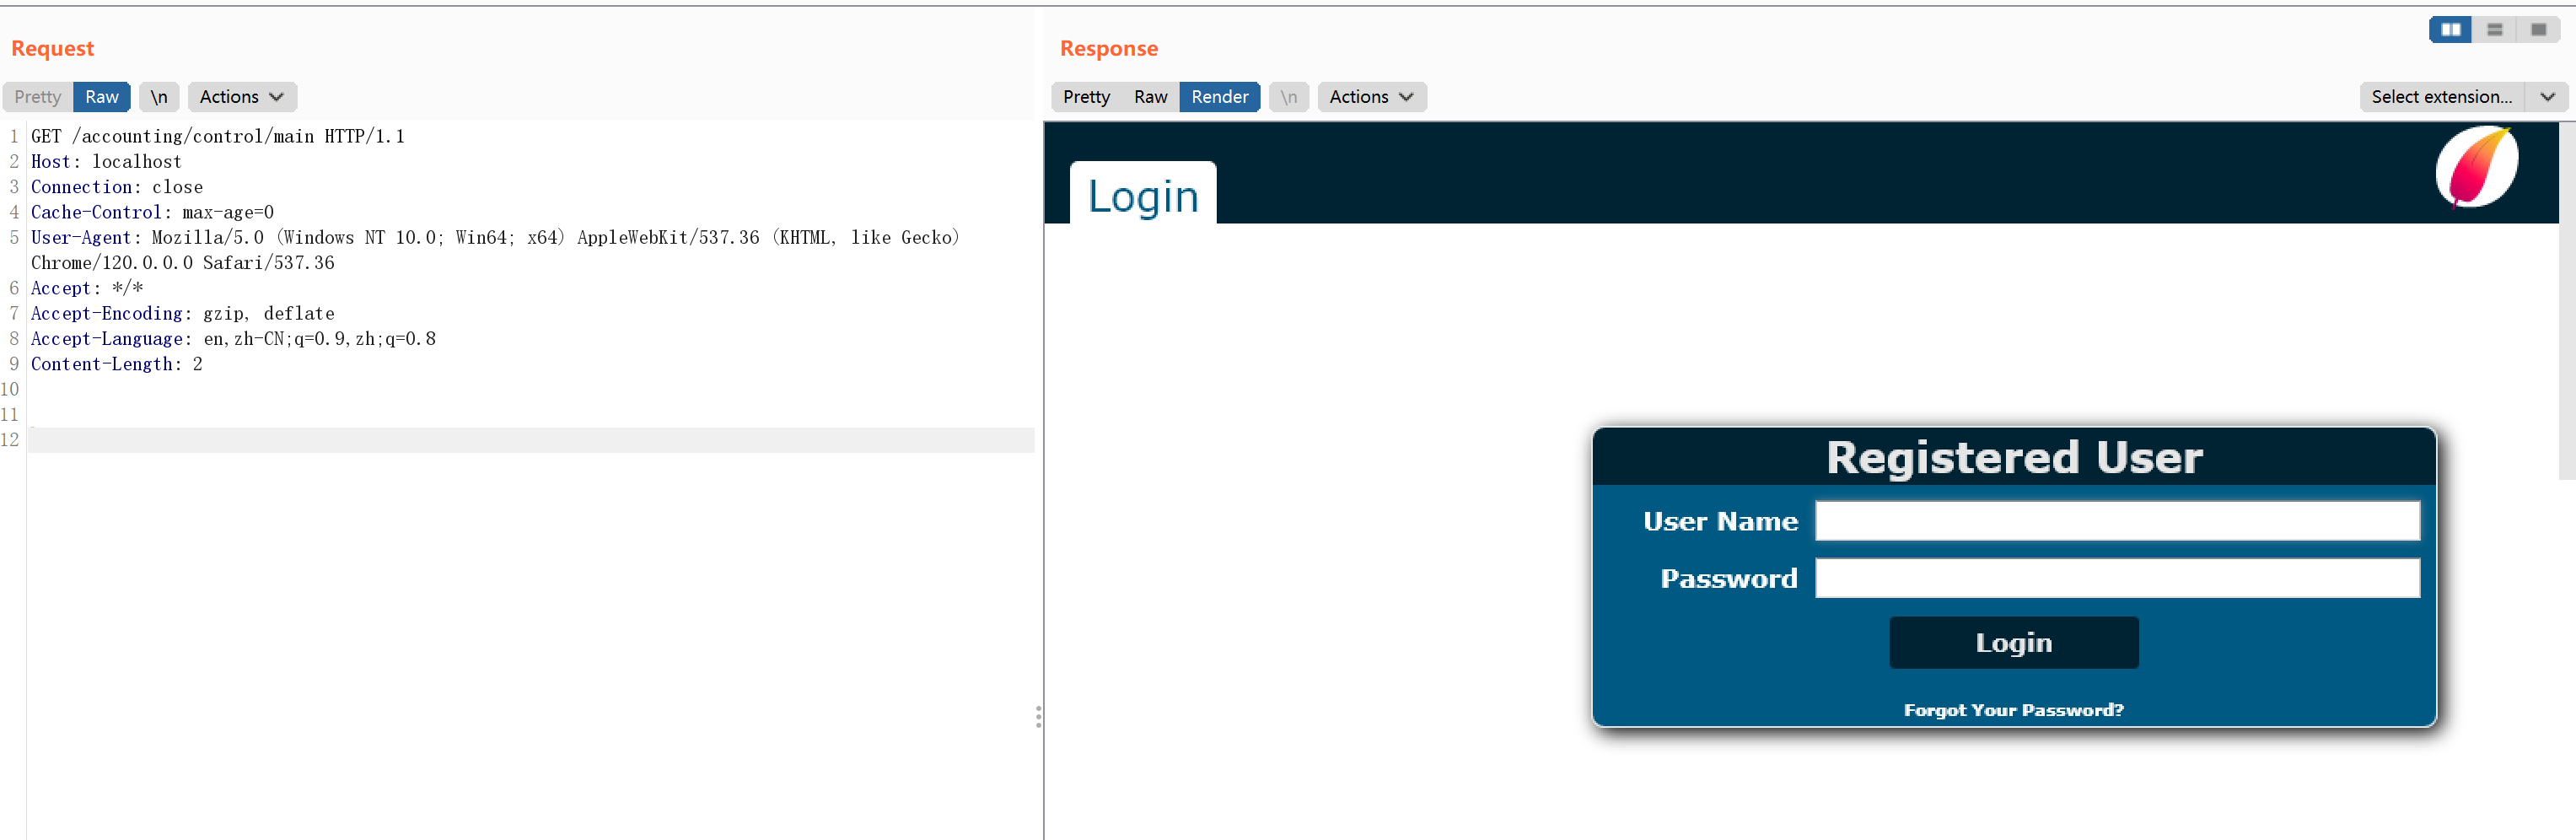 Request
Pretty Raw \n Actions
1 GET /accounting/control/main HTTP/1.1
2 Host: localhost
3 Connection: close
4 Cache-Control: max-age=0
5 User-Agent: Mozilla/5.0 (Windows NT 10.0; Win64; x64) AppleWebKit/537.36 (KHTML, like Gecko)
Chrome/120.0.0.0 Safari/537.36
6 Accept: */*
7 Accept-Encoding: gzip, deflate
8 Accept-Language: en,zh-CN;q=0.9,zh;q=0.8
9 Content-Length: 2
10
11
12
Response
Pretty Raw Render \n Actions
Select extension...
Login
Registered User
User Name
Password
Login
Forgot Your Password?